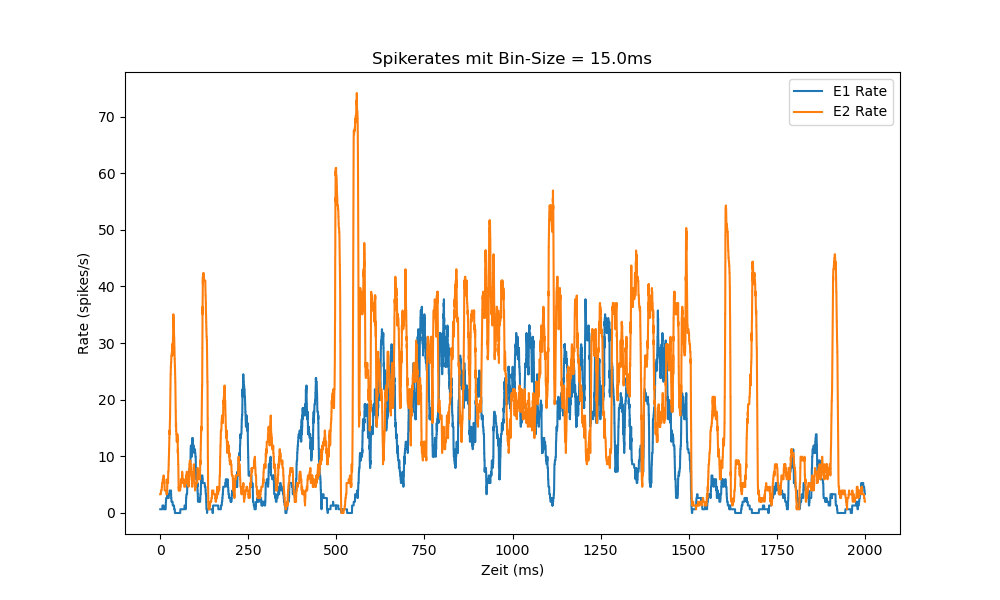 Spikerates mit Bin-Size = 15.0ms
E1 Rate
E2 Rate
Rate (spikes/s)
70
60
50
40
30
20
10
0
0 250 500 750 1000 1250 1500 1750 2000
Zeit (ms)